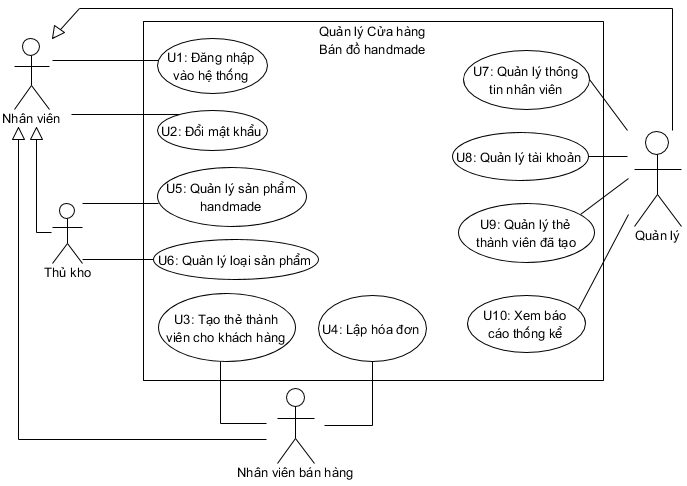 Quản lý Cửa hàng
Bán đồ handmade
U1: Đăng nhập
vào hệ thống
Nhân viên
U2: Đổi mật khẩu
U7: Quản lý thông
tin nhân viên
U8: Quản lý tài khoản
U5: Quản lý sản phẩm
handmade
U9: Quản lý thẻ
thành viên đã tạo
Quản lý
Thủ kho
U6: Quản lý loại sản phẩm
U3: Tạo thẻ thành
viên cho khách hàng
U4: Lập hóa đơn
U10: Xem báo
cáo thống kể
Nhân viên bán hàng